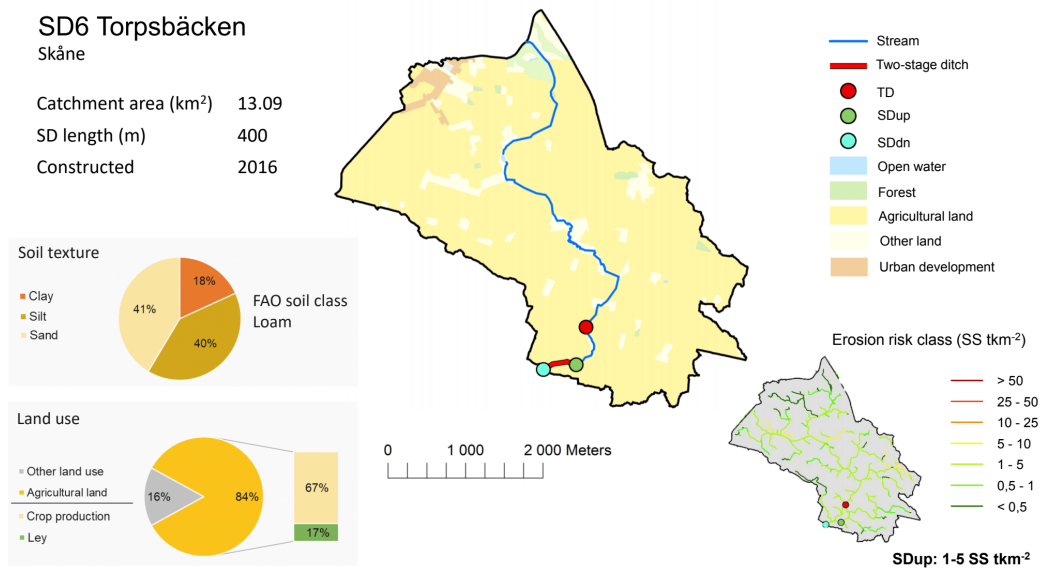 SD6 Torpsbäcken
Skåne
Catchment area (km²) 13.09
SD length (m) 400
Constructed 2016
Stream
Two-stage ditch
TD
SDup
SDdn
Open water
Forest
Agricultural land
Other land
Urban development
Soil texture
Clay
Silt
Sand
18%
41%
40%
FAO soil class
Loam
Land use
Other land use
Agricultural land
Crop production
Ley
16%
84%
67%
17%
0 1 000 2 000 Meters
Erosion risk class (SS tkm⁻²)
> 50
25 - 50
10 - 25
5 - 10
1 - 5
0,5 - 1
< 0,5
SDup: 1-5 SS tkm⁻²